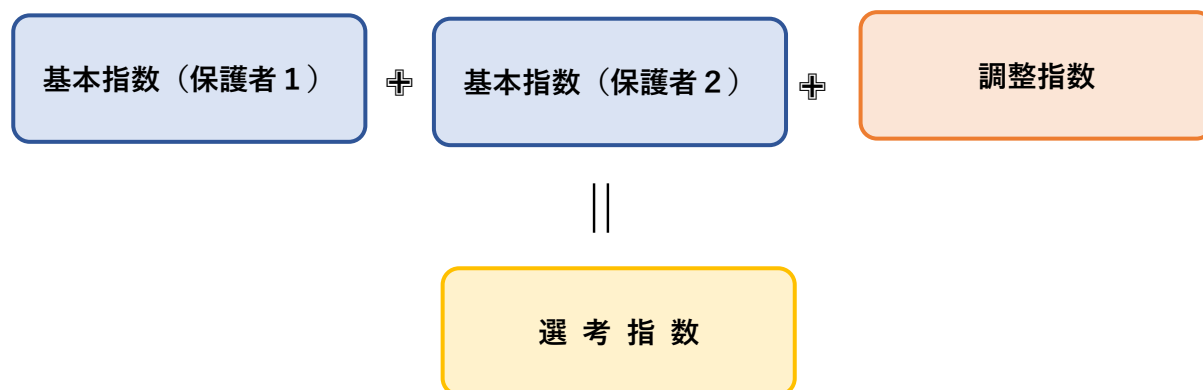 基本指数（保護者１）
＋
基本指数（保護者２）
＋
調整指数
||
選 考 指 数